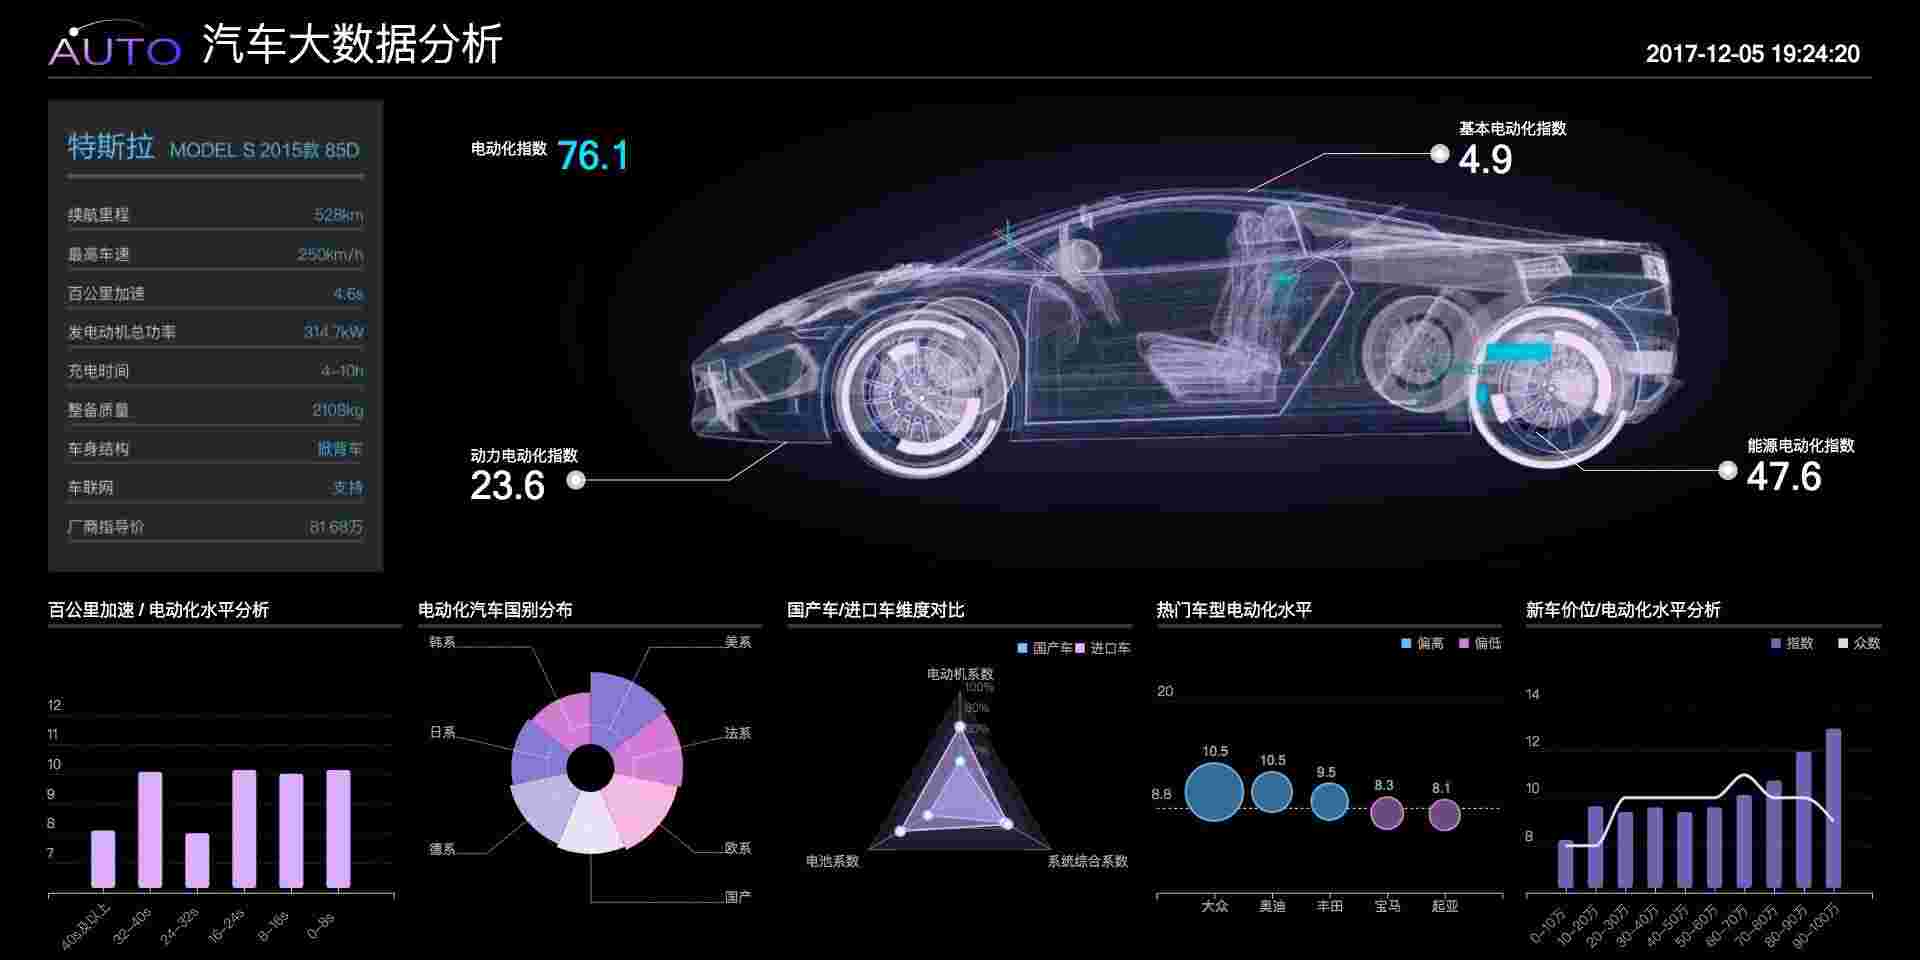 AUTO 汽车大数据分析
2017-12-05 19:24:20
特斯拉 MODEL S 2015款 85D
续航里程 528km
最高车速 250km/h
百公里加速 4.6s
发电动机总功率 314.7kW
充电时间 4-10h
整备质量 2108kg
车身结构 掀背车
车联网 支持
厂商指导价 81.68万
电动化指数 76.1
基本电动化指数
4.9
动力电动化指数
23.6
能源电动化指数
47.6
百公里加速 / 电动化水平分析
12
11
10
9
8
7
40s及以上
32-40s
24-32s
16-24s
8-16s
0-8s
电动化汽车国别分布
韩系
美系
日系
法系
德系
欧系
国产
国产车/进口车维度对比
国产车 进口车
电动机系数
100%
80%
60%
电池系数
系统综合系数
热门车型电动化水平
偏高 偏低
20
8.8
10.5
10.5
9.5
8.3
8.1
大众 奥迪 丰田 宝马 起亚
新车价位/电动化水平分析
指数 众数
14
12
10
8
0-10万
10-20万
20-30万
30-40万
40-50万
50-60万
60-70万
70-80万
80-90万
90-100万